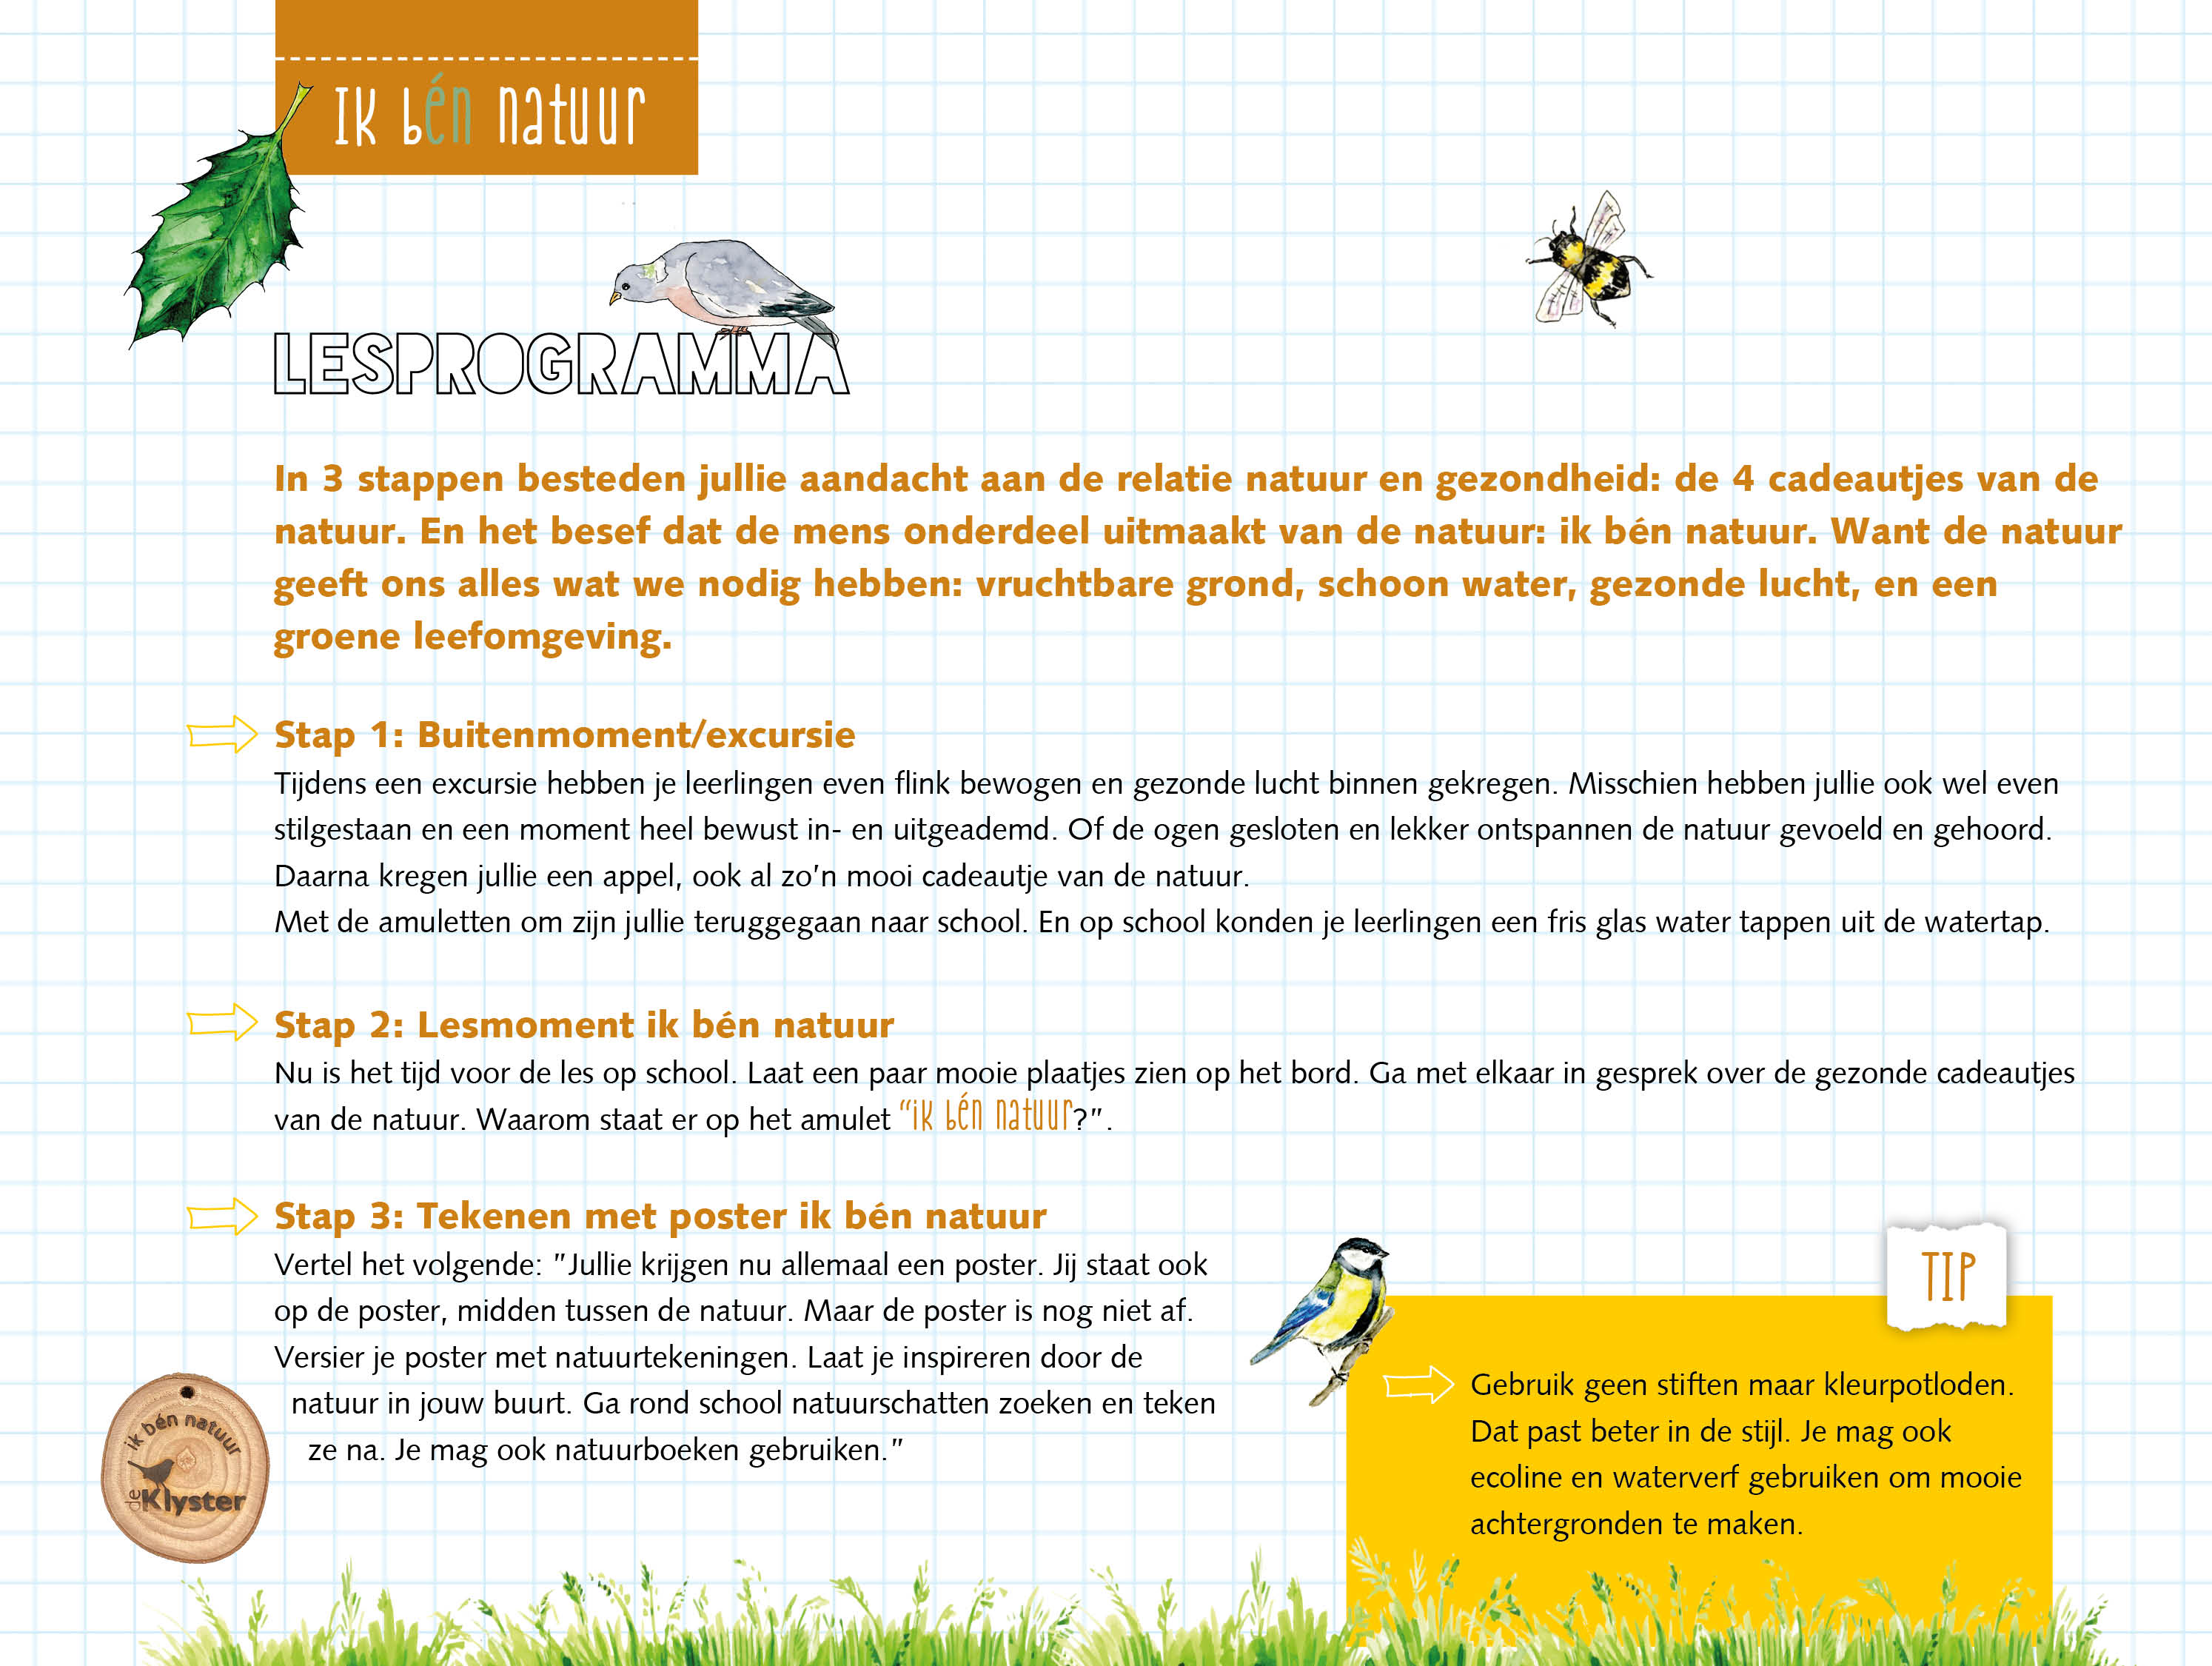 Ik bén natuur
LESPROGRAMMA
In 3 stappen besteden jullie aandacht aan de relatie natuur en gezondheid: de 4 cadeautjes van de
natuur. En het besef dat de mens onderdeel uitmaakt van de natuur: ik bén natuur. Want de natuur
geeft ons alles wat we nodig hebben: vruchtbare grond, schoon water, gezonde lucht, en een
groene leefomgeving.
Stap 1: Buitenmoment/excursie
Tijdens een excursie hebben je leerlingen even flink bewogen en gezonde lucht binnen gekregen. Misschien hebben jullie ook wel even
stilgestaan en een moment heel bewust in- en uitgeademd. Of de ogen gesloten en lekker ontspannen de natuur gevoeld en gehoord.
Daarna kregen jullie een appel, ook al zo’n mooi cadeautje van de natuur.
Met de amuletten om zijn jullie teruggegaan naar school. En op school konden je leerlingen een fris glas water tappen uit de watertap.
Stap 2: Lesmoment ik bén natuur
Nu is het tijd voor de les op school. Laat een paar mooie plaatjes zien op het bord. Ga met elkaar in gesprek over de gezonde cadeautjes
van de natuur. Waarom staat er op het amulet “ik bén natuur?”.
Stap 3: Tekenen met poster ik bén natuur
Vertel het volgende: ”Jullie krijgen nu allemaal een poster. Jij staat ook
op de poster, midden tussen de natuur. Maar de poster is nog niet af.
Versier je poster met natuurtekeningen. Laat je inspireren door de
natuur in jouw buurt. Ga rond school natuurschatten zoeken en teken
ze na. Je mag ook natuurboeken gebruiken.”
ik bén natuur
de Klyster
TIP
Gebruik geen stiften maar kleurpotloden.
Dat past beter in de stijl. Je mag ook
ecoline en waterverf gebruiken om mooie
achtergronden te maken.